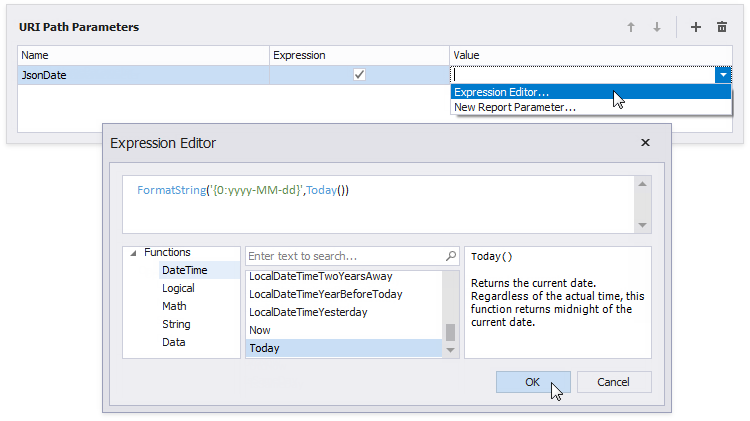 URI Path Parameters
Name Expression Value
JsonDate
Expression Editor...
New Report Parameter...
Expression Editor
FormatString('{0:yyyy-MM-dd}',Today())
Functions
DateTime
Logical
Math
String
Data
Enter text to search...
LocalDateTimeTwoYearsAway
LocalDateTimeYearBeforeToday
LocalDateTimeYesterday
Now
Today
Today()
Returns the current date.
Regardless of the actual time, this
function returns midnight of the
current date.
OK Cancel